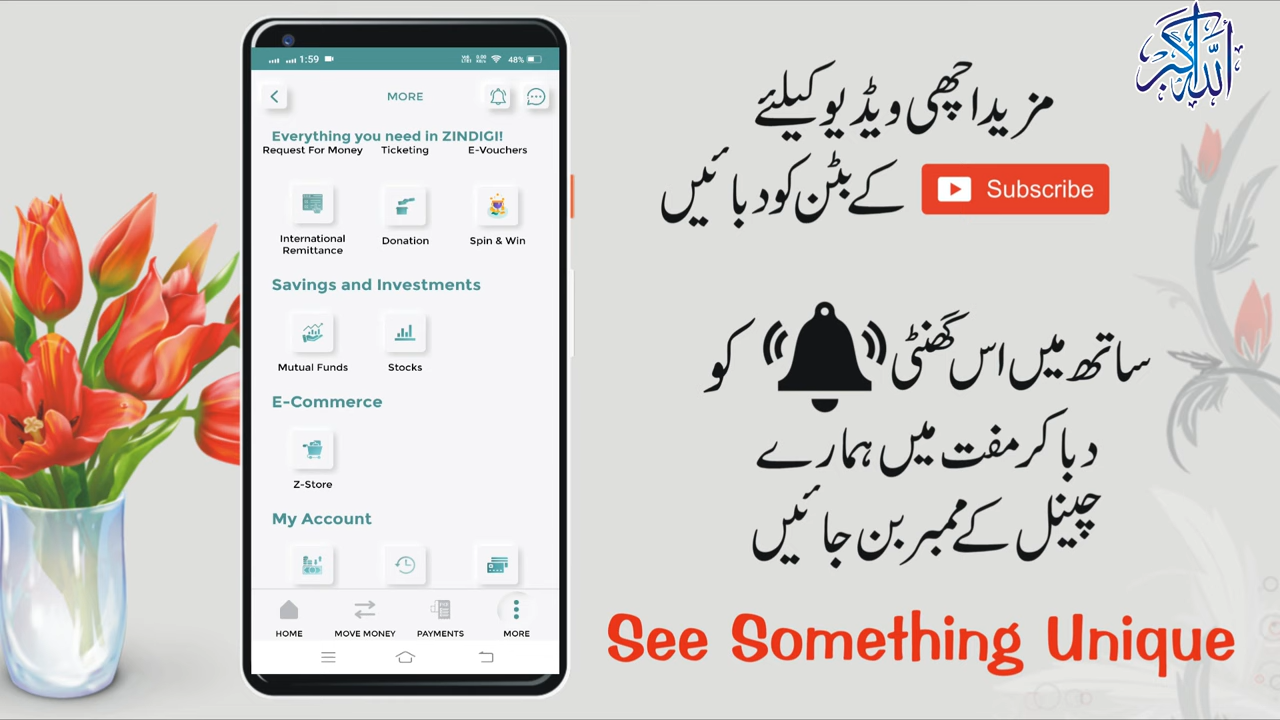 1:59
48%
MORE
Everything you need in ZINDIGI!
Request For Money Ticketing E-Vouchers
International Remittance
Donation
Spin & Win
Savings and Investments
Mutual Funds
Stocks
E-Commerce
Z-Store
My Account
HOME MOVE MONEY PAYMENTS MORE
اللہ اکبر
مزید اچھی ویڈیو کیلئے
Subscribe کے بٹن کو دبائیں
ساتھ میں اس گھنٹی کو
دبا کر مفت میں ہمارے
چینل کے ممبر بن جائیں
See Something Unique